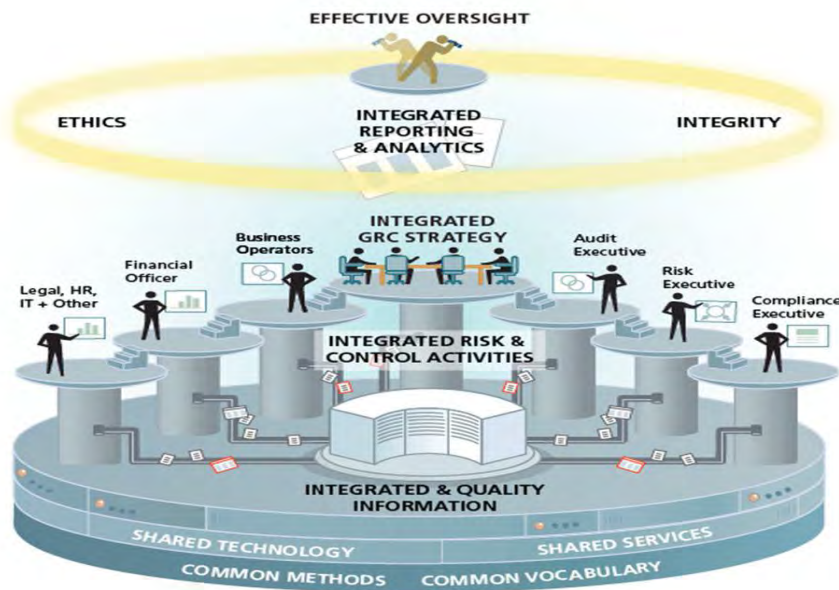 EFFECTIVE OVERSIGHT
ETHICS
INTEGRATED
REPORTING
& ANALYTICS
INTEGRITY
INTEGRATED
GRC STRATEGY
Legal, HR,
IT + Other
Financial
Officer
Business
Operators
Audit
Executive
Risk
Executive
Compliance
Executive
INTEGRATED RISK &
CONTROL ACTIVITIES
INTEGRATED & QUALITY
INFORMATION
SHARED TECHNOLOGY
SHARED SERVICES
COMMON METHODS
COMMON VOCABULARY